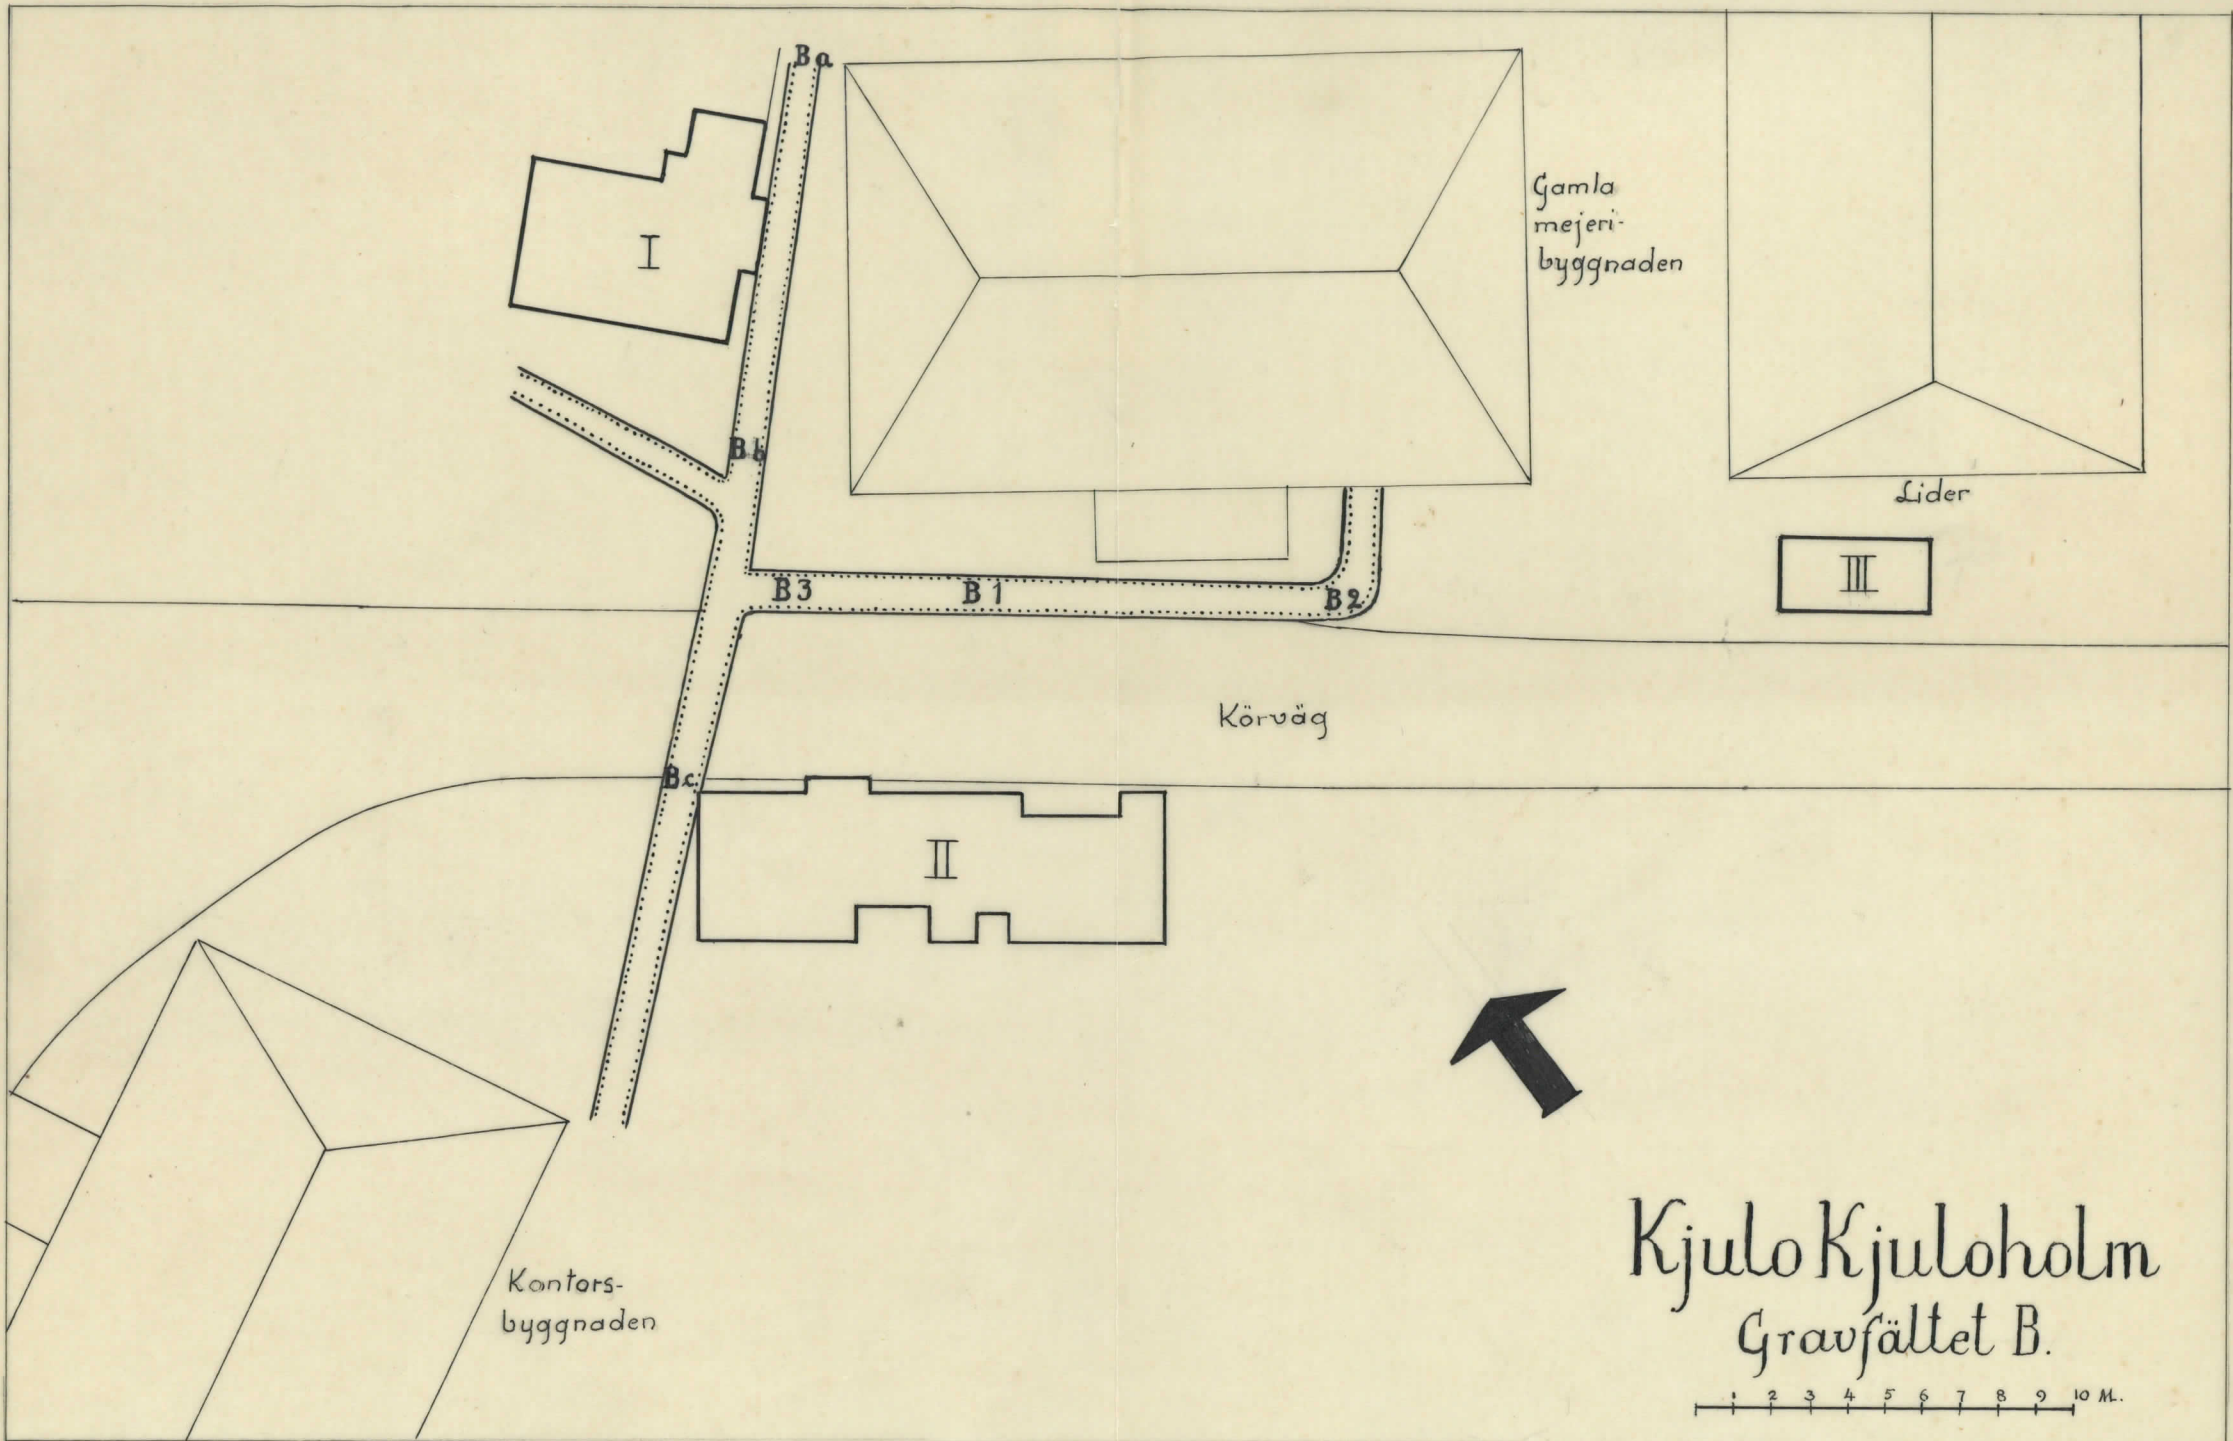 Ba
Gamla
mejeri-
byggnaden
I
Bb
Lider
III
B3
B1
B2
Körväg
Bc
II
Kontors-
byggnaden
Kjulo Kjuloholm
Gravfältet B.
1 2 3 4 5 6 7 8 9 10 M.